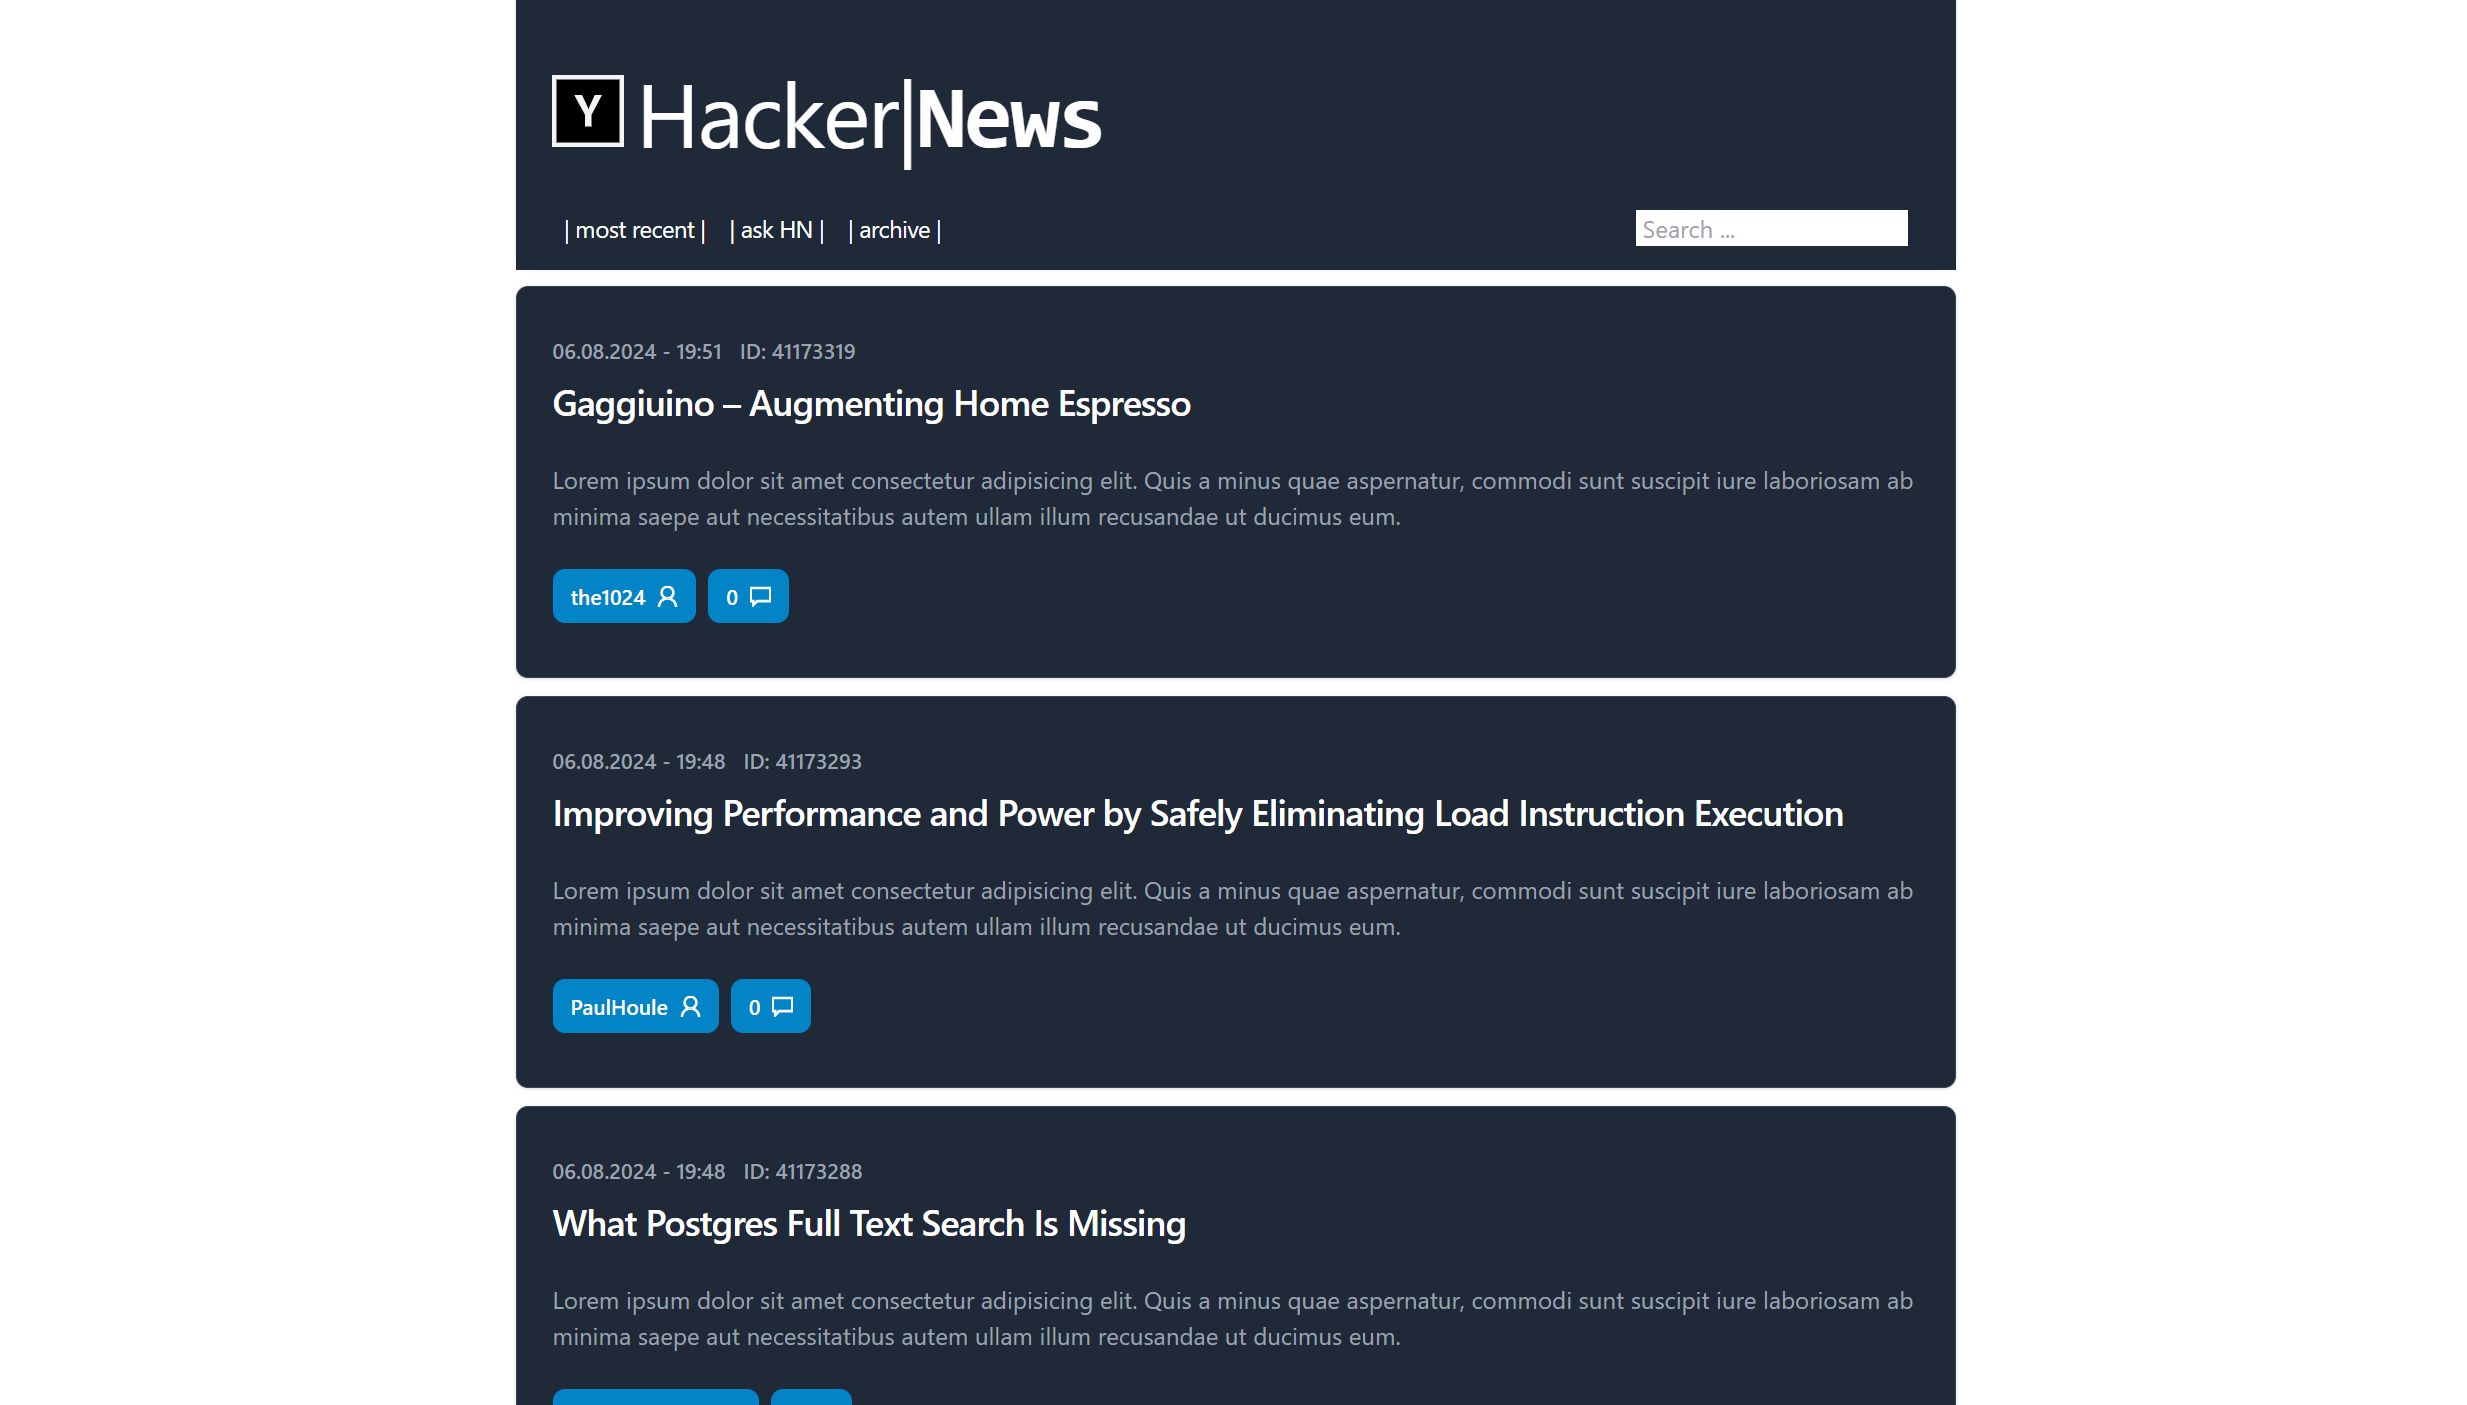 Y Hacker|News
| most recent | | ask HN | | archive | Search ...
06.08.2024 - 19:51 ID: 41173319
Gaggiuino – Augmenting Home Espresso
Lorem ipsum dolor sit amet consectetur adipisicing elit. Quis a minus quae aspernatur, commodi sunt suscipit iure laboriosam ab
minima saepe aut necessitatibus autem ullam illum recusandae ut ducimus eum.
the1024 0
06.08.2024 - 19:48 ID: 41173293
Improving Performance and Power by Safely Eliminating Load Instruction Execution
Lorem ipsum dolor sit amet consectetur adipisicing elit. Quis a minus quae aspernatur, commodi sunt suscipit iure laboriosam ab
minima saepe aut necessitatibus autem ullam illum recusandae ut ducimus eum.
PaulHoule 0
06.08.2024 - 19:48 ID: 41173288
What Postgres Full Text Search Is Missing
Lorem ipsum dolor sit amet consectetur adipisicing elit. Quis a minus quae aspernatur, commodi sunt suscipit iure laboriosam ab
minima saepe aut necessitatibus autem ullam illum recusandae ut ducimus eum.